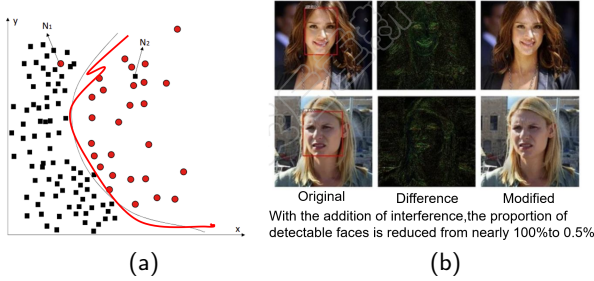 y
N₁
N₂
x
(a)
Original Difference Modified
With the addition of interference,the proportion of
detectable faces is reduced from nearly 100%to 0.5%
(b)